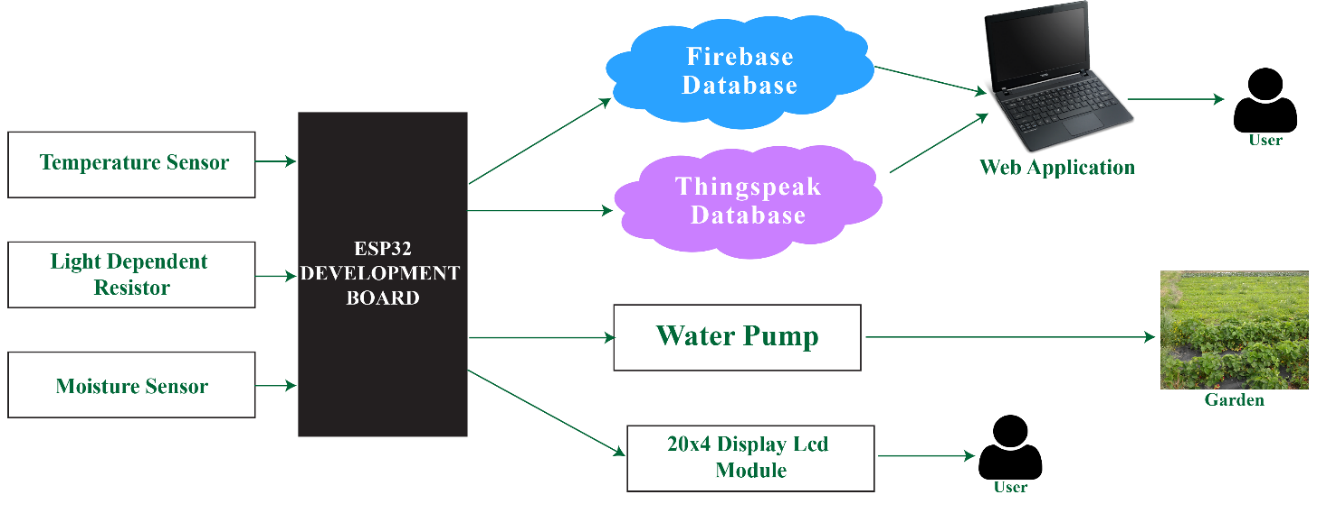 Temperature Sensor
Light Dependent
Resistor
Moisture Sensor
ESP32
DEVELOPMENT
BOARD
Firebase
Database
Thingspeak
Database
Web Application
User
Water Pump
Garden
20x4 Display Lcd
Module
User